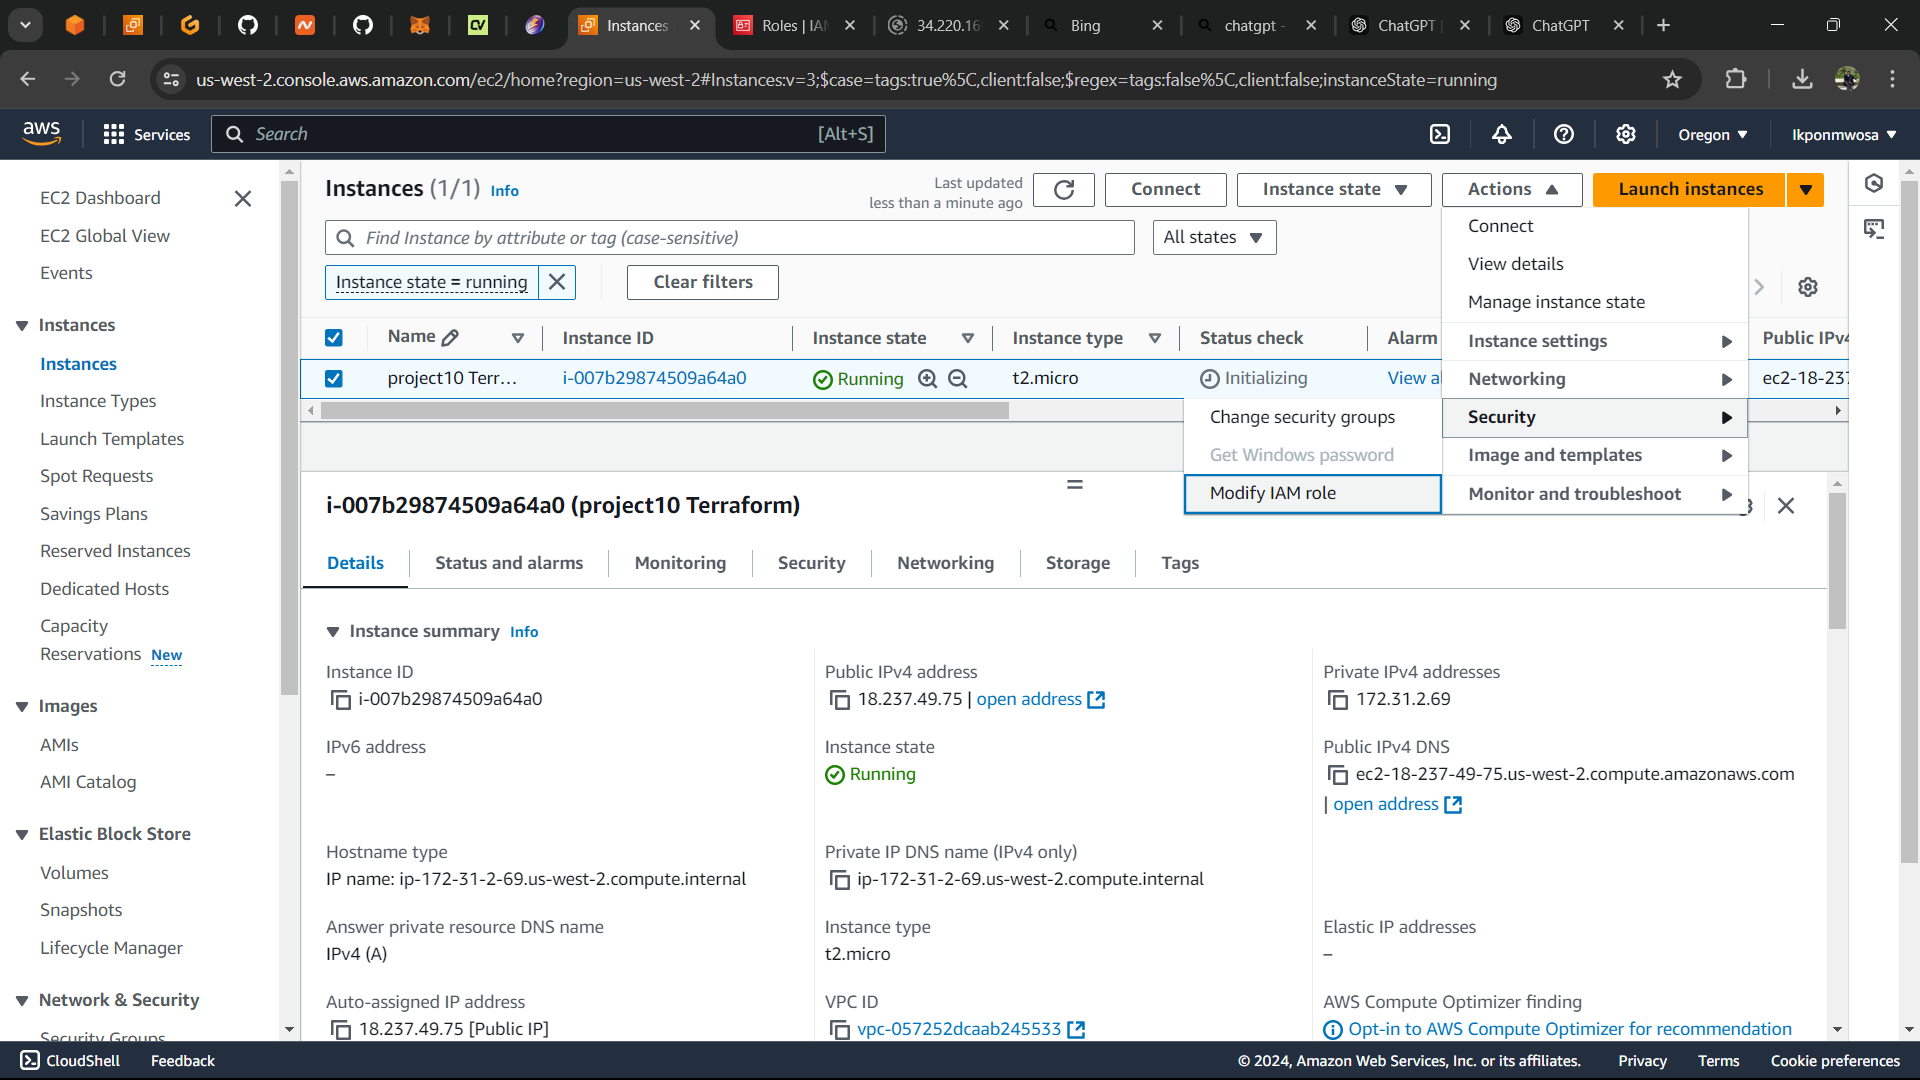 Instances
Roles | IAM
34.220.16
Bing
chatgpt -
ChatGPT
ChatGPT
us-west-2.console.aws.amazon.com/ec2/home?region=us-west-2#Instances:v=3;$case=tags:true%5C,client:false;$regex=tags:false%5C,client:false;instanceState=running
aws
Services
Search
[Alt+S]
Oregon
Ikponmwosa
EC2 Dashboard
EC2 Global View
Events
Instances
Instances
Instance Types
Launch Templates
Spot Requests
Savings Plans
Reserved Instances
Dedicated Hosts
Capacity
Reservations New
Images
AMIs
AMI Catalog
Elastic Block Store
Volumes
Snapshots
Lifecycle Manager
Network & Security
Security Groups
Instances (1/1) Info
Last updated
less than a minute ago
Connect
Instance state
Actions
Launch instances
Find Instance by attribute or tag (case-sensitive)
All states
Instance state = running
Clear filters
Connect
View details
Manage instance state
Instance settings
Networking
Security
Image and templates
Monitor and troubleshoot
Change security groups
Get Windows password
Modify IAM role
Name
Instance ID
Instance state
Instance type
Status check
Alarm
Public IPv4
project10 Terr...
i-007b29874509a64a0
Running
t2.micro
Initializing
View al
ec2-18-237
i-007b29874509a64a0 (project10 Terraform)
Details
Status and alarms
Monitoring
Security
Networking
Storage
Tags
Instance summary Info
Instance ID
i-007b29874509a64a0
Public IPv4 address
18.237.49.75 | open address
Private IPv4 addresses
172.31.2.69
IPv6 address
–
Instance state
Running
Public IPv4 DNS
ec2-18-237-49-75.us-west-2.compute.amazonaws.com
| open address
Hostname type
IP name: ip-172-31-2-69.us-west-2.compute.internal
Private IP DNS name (IPv4 only)
ip-172-31-2-69.us-west-2.compute.internal
Answer private resource DNS name
IPv4 (A)
Instance type
t2.micro
Elastic IP addresses
–
Auto-assigned IP address
18.237.49.75 [Public IP]
VPC ID
vpc-057252dcaab245533
AWS Compute Optimizer finding
Opt-in to AWS Compute Optimizer for recommendation
CloudShell
Feedback
© 2024, Amazon Web Services, Inc. or its affiliates.
Privacy
Terms
Cookie preferences